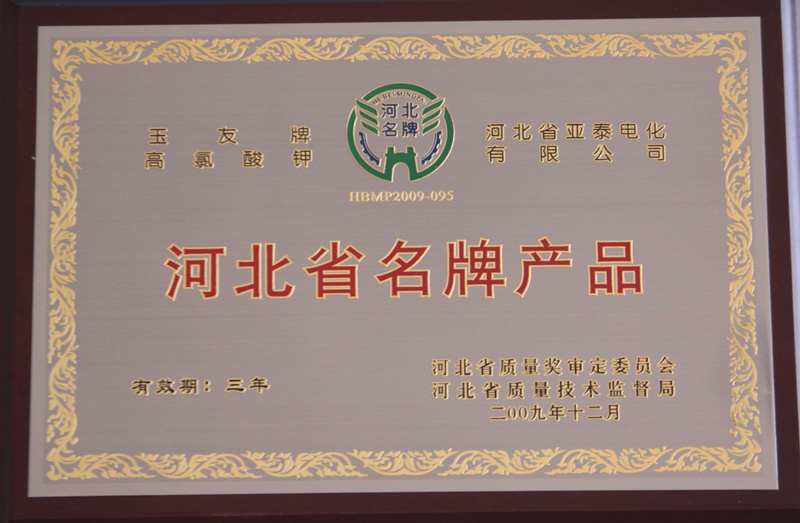 玉友牌
高氯酸钾
河北
名牌
河北省亚泰电化
有限公司
HBMP2009-095
河北省名牌产品
有效期：三年
河北省质量奖审定委员会
河北省质量技术监督局
二00九年十二月